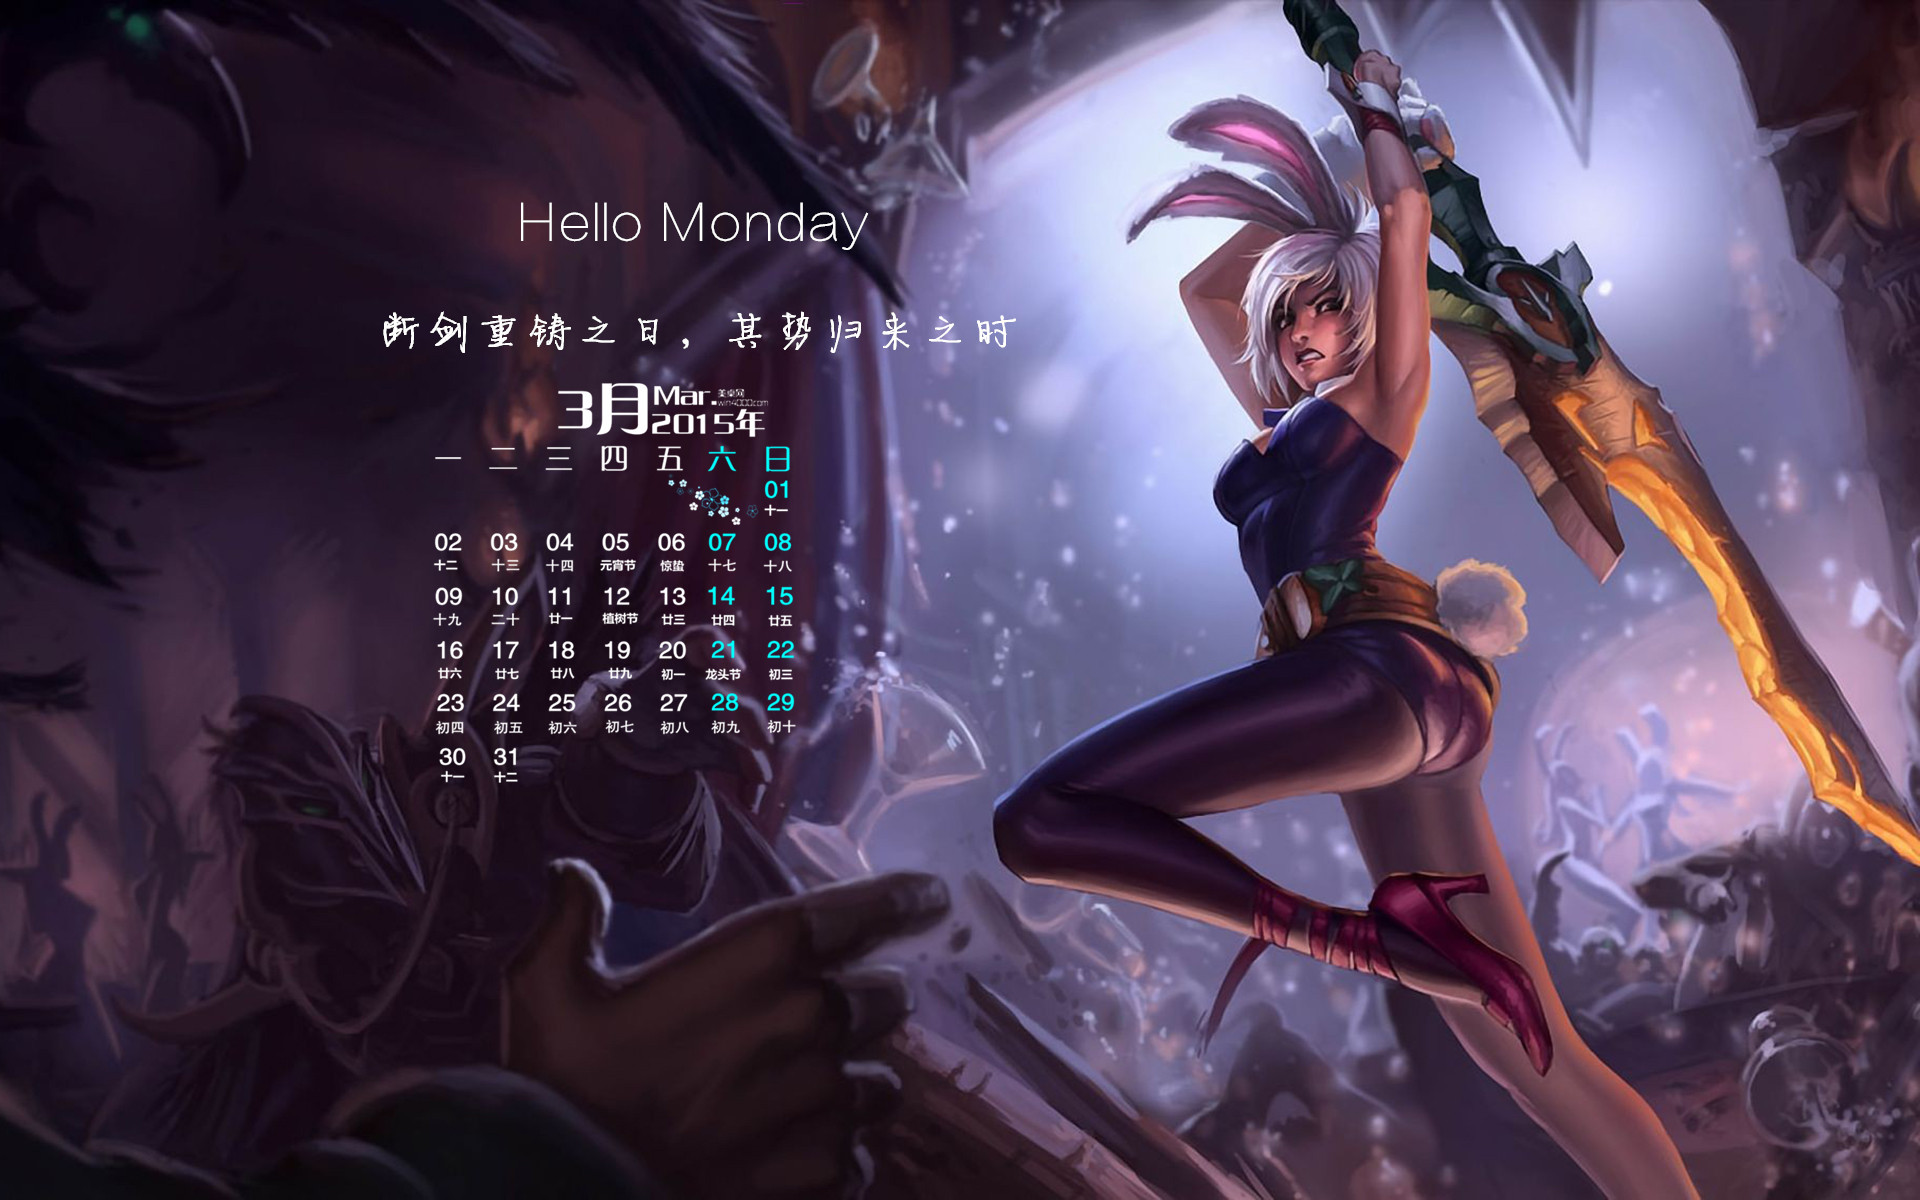 Hello Monday
断剑重铸之日，其势归来之时
3月 Mar. 美桌网
win4000.com
2015年
一 二 三 四 五 六 日
01
十一
02 03 04 05 06 07 08
十二 十三 十四 元宵节 惊蛰 十七 十八
09 10 11 12 13 14 15
十九 二十 廿一 植树节 廿三 廿四 廿五
16 17 18 19 20 21 22
廿六 廿七 廿八 廿九 初一 龙头节 初三
23 24 25 26 27 28 29
初四 初五 初六 初七 初八 初九 初十
30 31
十一 十二